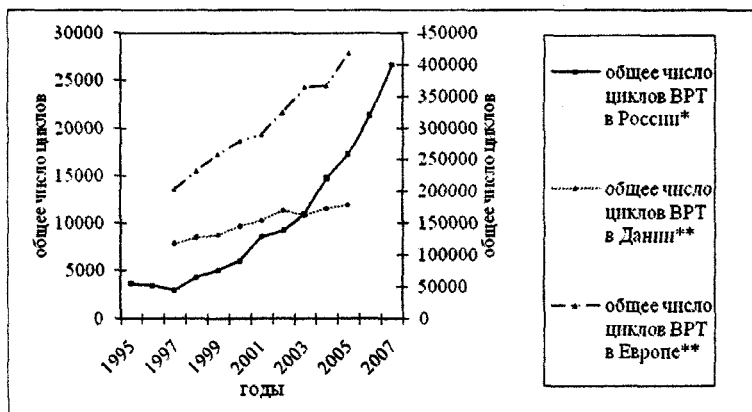 30000
25000
20000
15000
10000
5000
0
общее число циклов
450000
400000
350000
300000
250000
200000
150000
100000
50000
0
общее число циклов
1995
1997
1999
2001
2003
2005
2007
годы
общее число
циклов ВРТ
в России*
общее число
циклов ВРТ
в Дании**
общее число
циклов ВРТ
в Европе**